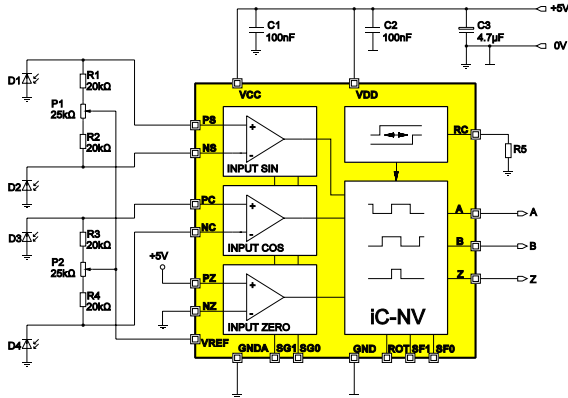 +5V
C1
100nF
C2
100nF
C3
4.7µF
0V
VCC
VDD
D1
R1
20kΩ
P1
25kΩ
R2
20kΩ
D2
PS
NS
INPUT SIN
RC
R5
D3
R3
20kΩ
P2
25kΩ
R4
20kΩ
D4
PC
NC
INPUT COS
+5V
PZ
NZ
INPUT ZERO
VREF
A
A
B
B
Z
Z
iC-NV
GNDA
SG1
SG0
GND
ROT
SF1
SF0
+
-
+
-
+
-